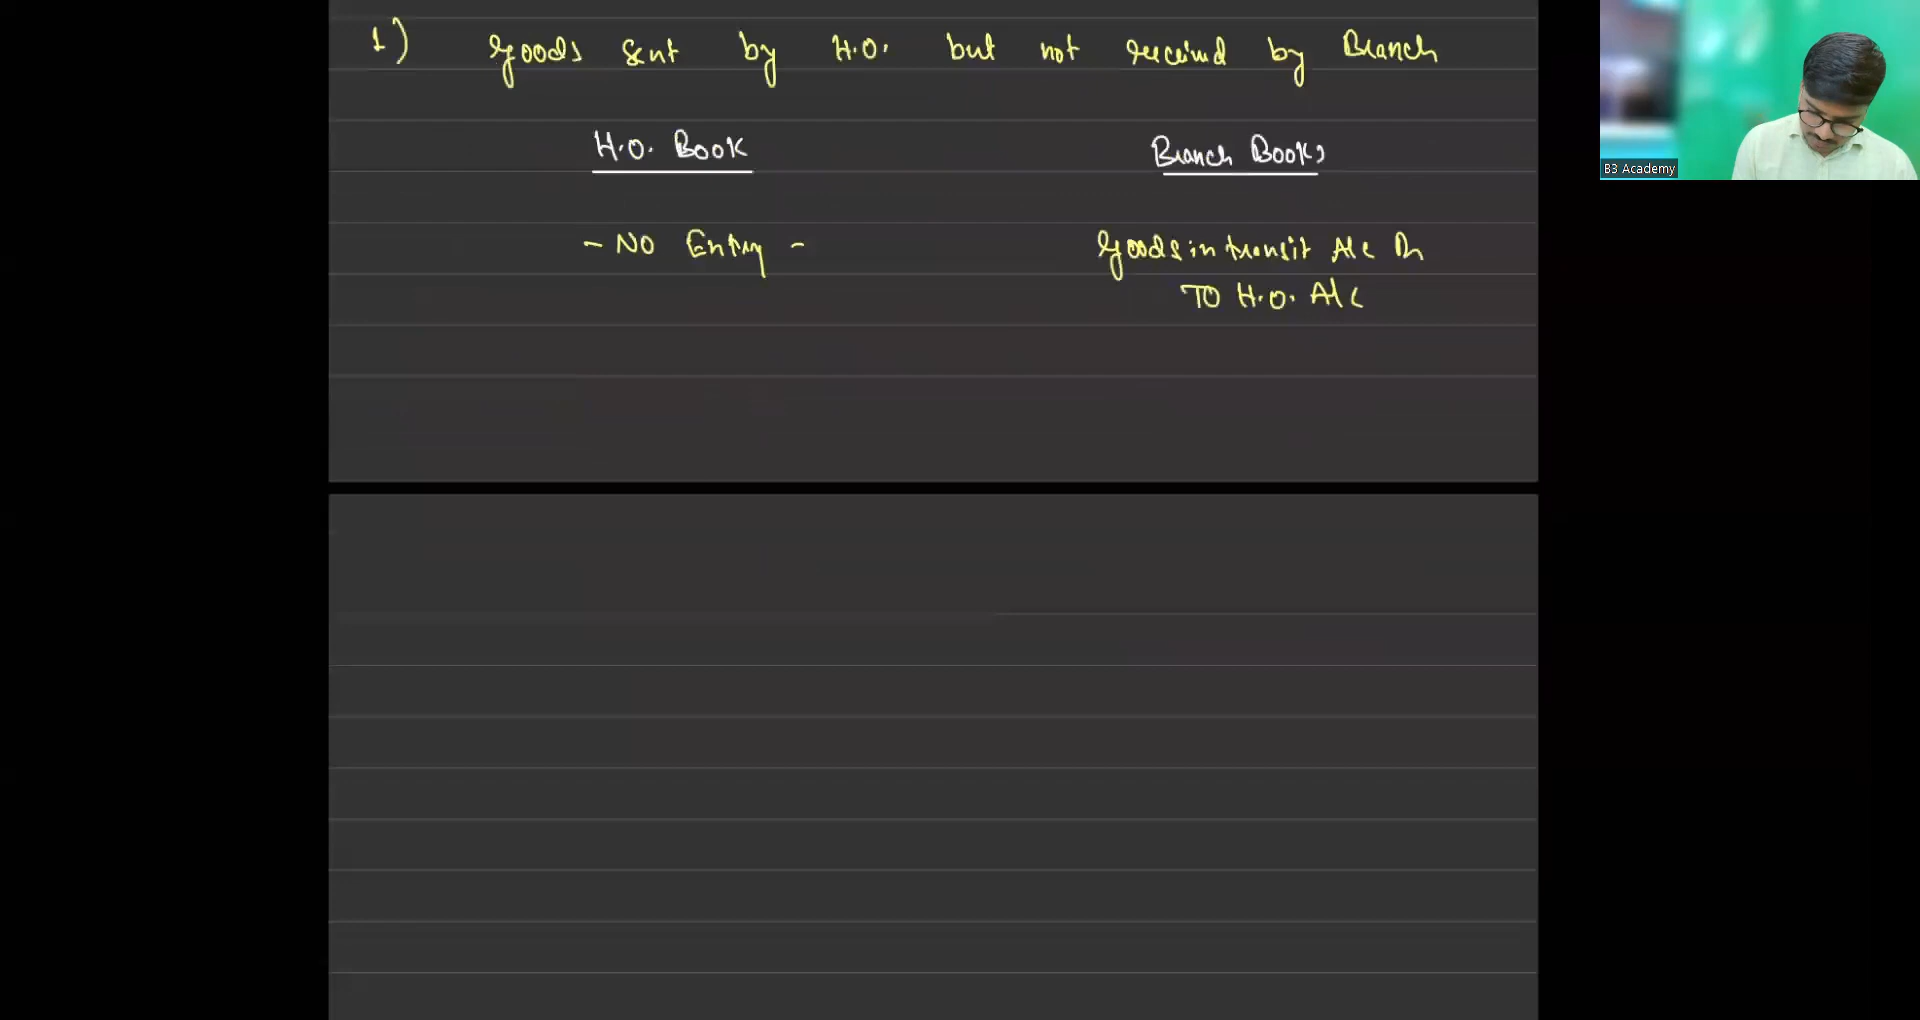 1) Goods Sent by H.O. but not received by Branch
H.O. Book
Branch Books
- NO Entry -
Goods in transit A/c Dr
TO H.O. A/c
B3 Academy